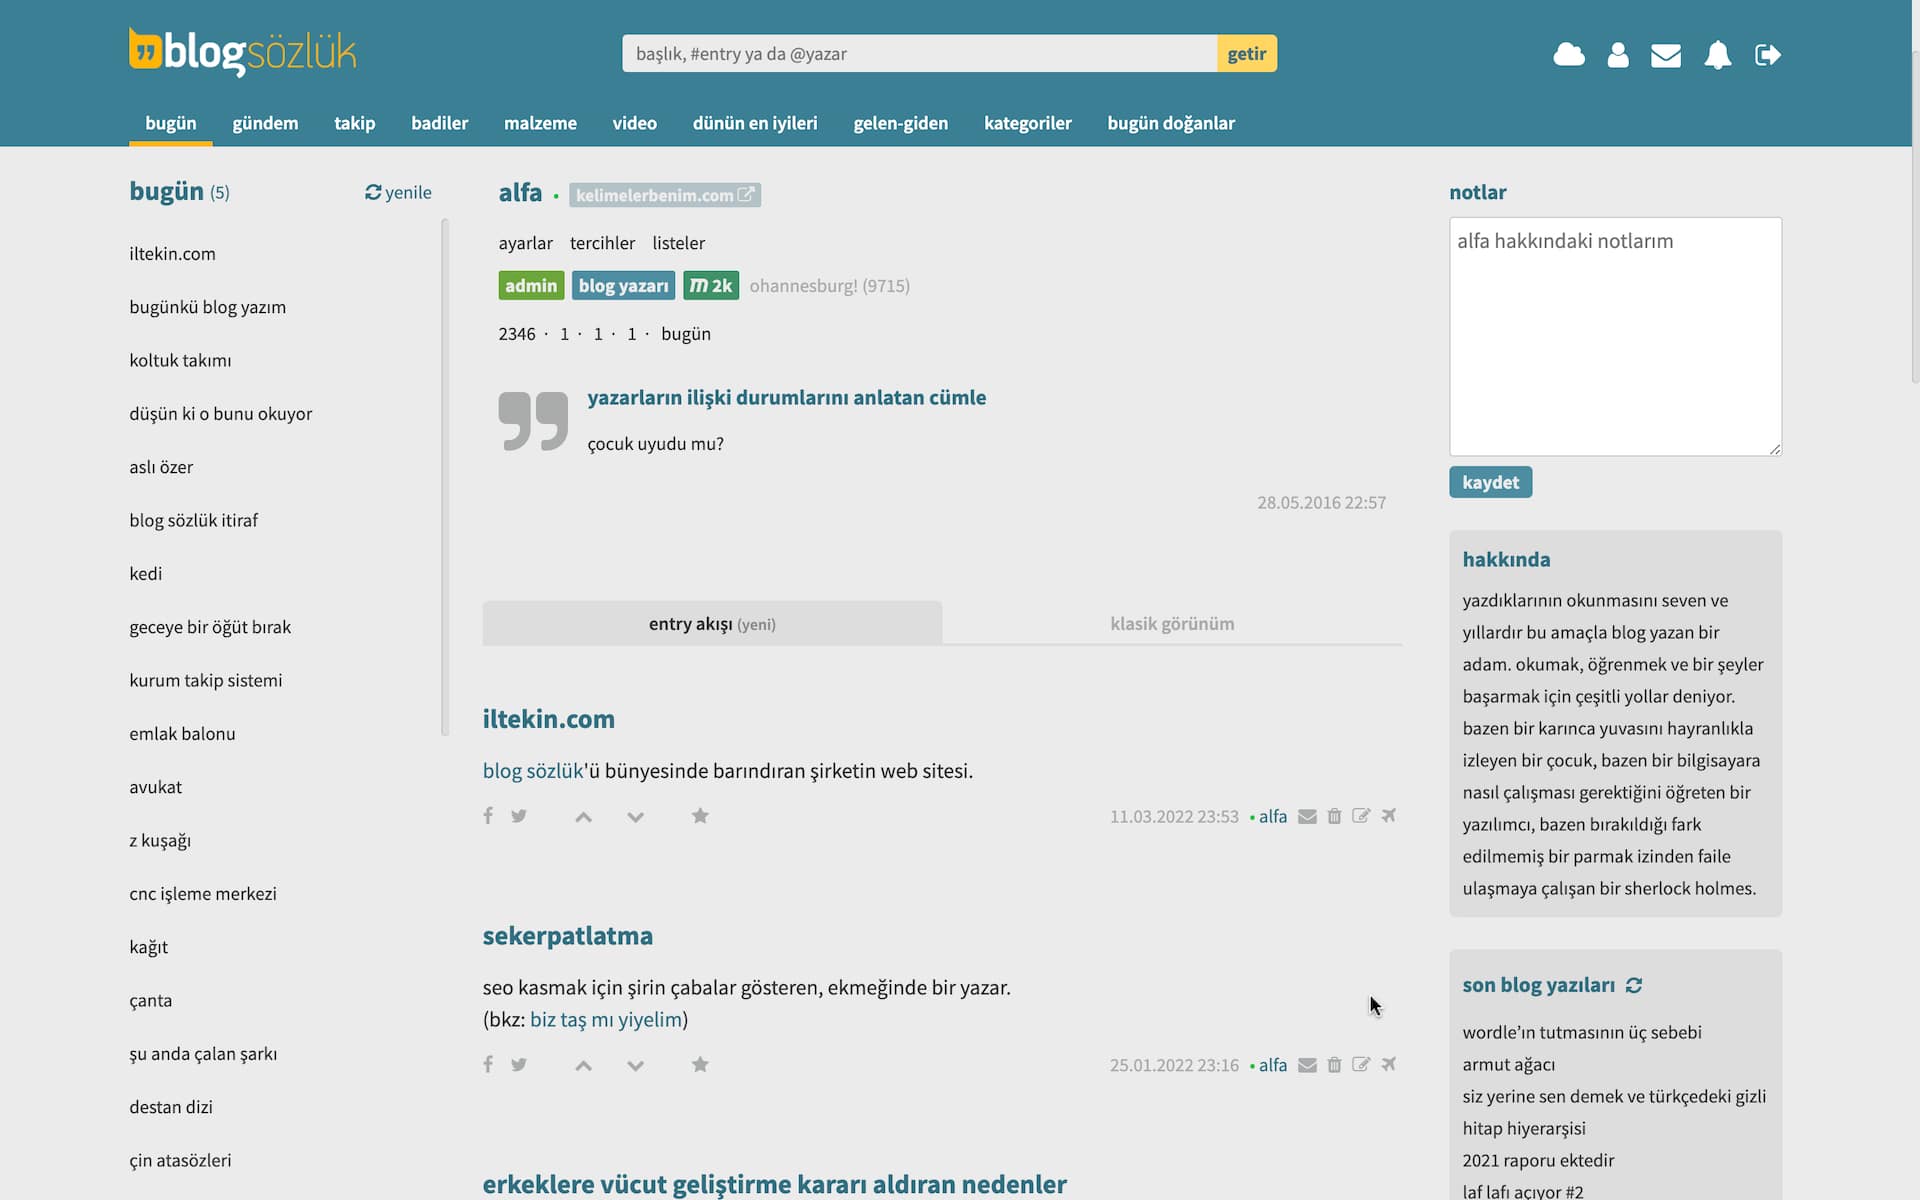 blogsözlük
başlık, #entry ya da @yazar
getir
bugün gündem takip badiler malzeme video dünün en iyileri gelen-giden kategoriler bugün doğanlar
bugün (5)
yenile
iltekin.com
bugünkü blog yazım
koltuk takımı
düşün ki o bunu okuyor
aslı özer
blog sözlük itiraf
kedi
geceye bir öğüt bırak
kurum takip sistemi
emlak balonu
avukat
z kuşağı
cnc işleme merkezi
kağıt
çanta
şu anda çalan şarkı
destan dizi
çin atasözleri
alfa • kelimelerbenim.com
ayarlar tercihler listeler
admin blog yazarı m 2k ohannesburg! (9715)
2346 · 1 · 1 · 1 · bugün
yazarların ilişki durumlarını anlatan cümle
çocuk uyudu mu?
28.05.2016 22:57
entry akışı (yeni)
klasik görünüm
iltekin.com
blog sözlük'ü bünyesinde barındıran şirketin web sitesi.
11.03.2022 23:53 • alfa
sekerpatlatma
seo kasmak için şirin çabalar gösteren, ekmeğinde bir yazar.
(bkz: biz taş mı yiyelim)
25.01.2022 23:16 • alfa
erkeklere vücut geliştirme kararı aldıran nedenler
notlar
alfa hakkındaki notlarım
kaydet
hakkında
yazdıklarının okunmasını seven ve
yıllardır bu amaçla blog yazan bir
adam. okumak, öğrenmek ve bir şeyler
başarmak için çeşitli yollar deniyor.
bazen bir karınca yuvasını hayranlıkla
izleyen bir çocuk, bazen bir bilgisayara
nasıl çalışması gerektiğini öğreten bir
yazılımcı, bazen bırakıldığı fark
edilmemiş bir parmak izinden faile
ulaşmaya çalışan bir sherlock holmes.
son blog yazıları
wordle’ın tutmasının üç sebebi
armut ağacı
siz yerine sen demek ve türkçedeki gizli
hitap hiyerarşisi
2021 raporu ektedir
laf lafı açıyor #2